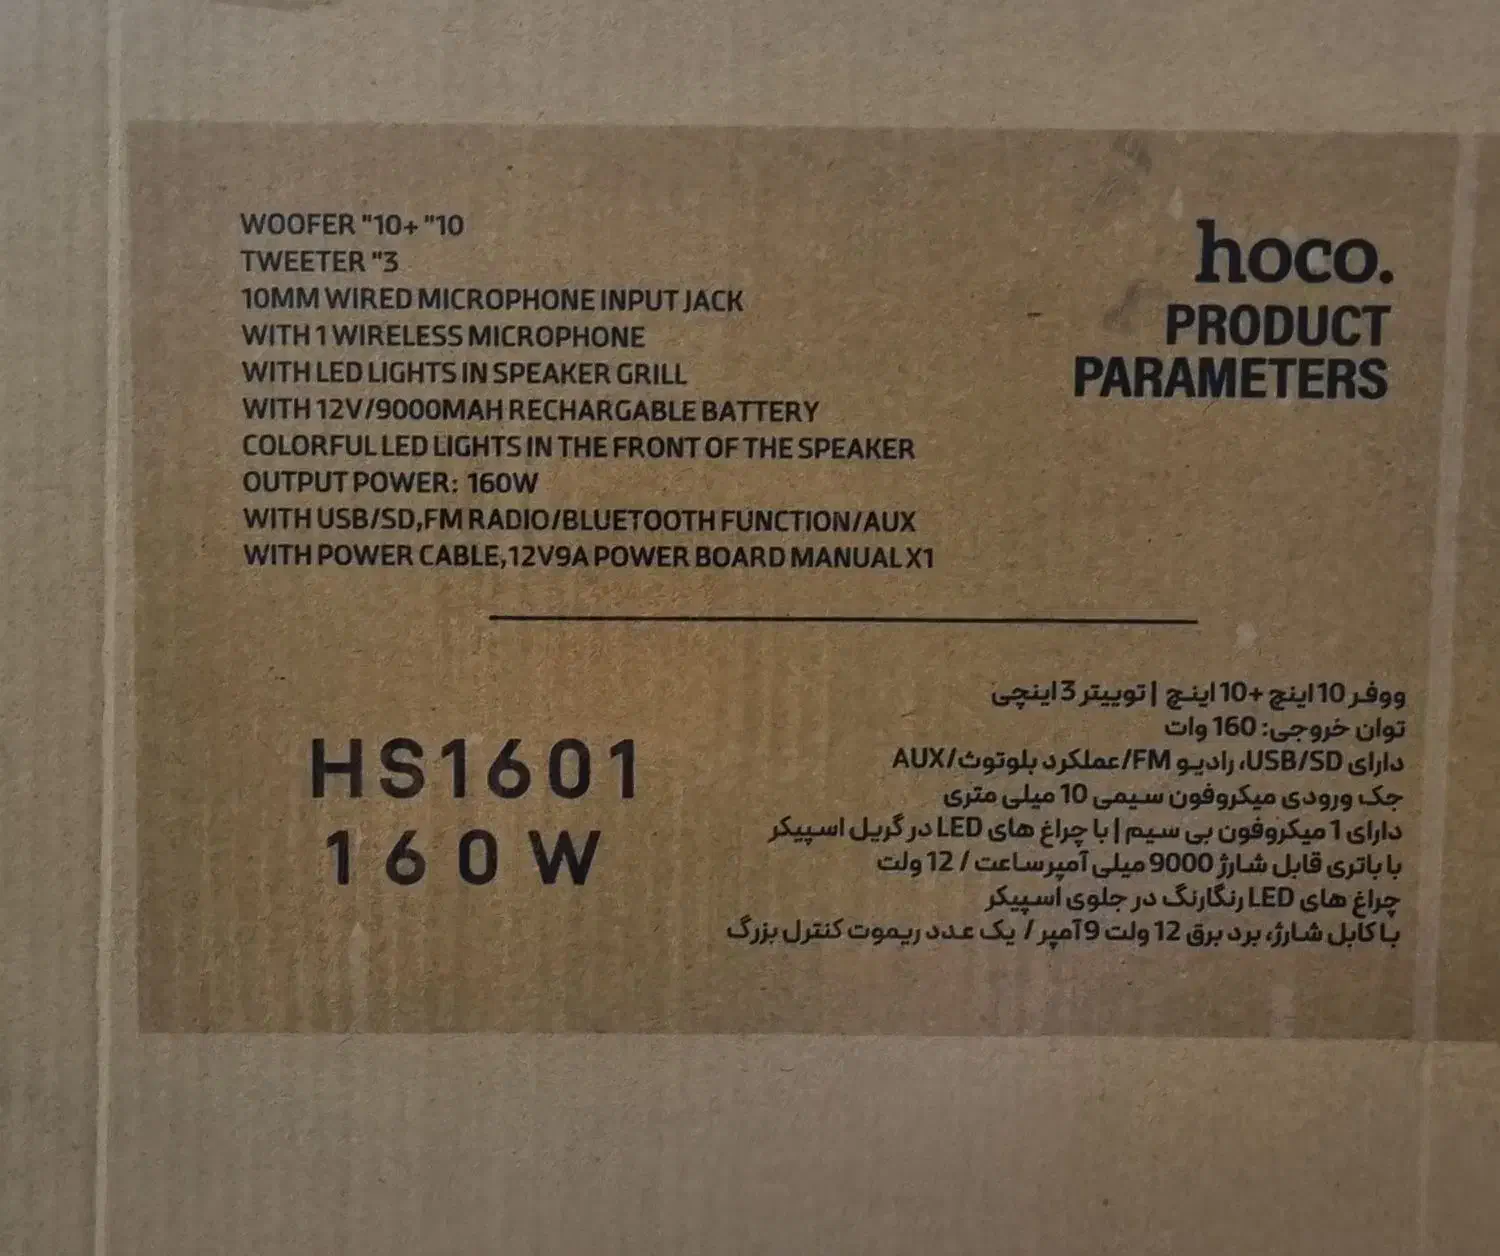 WOOFER "10+ "10
TWEETER "3
10MM WIRED MICROPHONE INPUT JACK
WITH 1 WIRELESS MICROPHONE
WITH LED LIGHTS IN SPEAKER GRILL
WITH 12V/9000MAH RECHARGABLE BATTERY
COLORFUL LED LIGHTS IN THE FRONT OF THE SPEAKER
OUTPUT POWER: 160W
WITH USB/SD,FM RADIO/BLUETOOTH FUNCTION/AUX
WITH POWER CABLE,12V9A POWER BOARD MANUAL X1
hoco.
PRODUCT
PARAMETERS
HS1601
160W
ووفر 10 اینچ +10 اینچ | توییتر 3 اینچی
توان خروجی: 160 وات
دارای USB/SD، رادیو FM/عملکرد بلوتوث/AUX
جک ورودی میکروفون سیمی 10 میلی متری
دارای 1 میکروفون بی سیم | با چراغ های LED در گریل اسپیکر
با باتری قابل شارژ 9000 میلی آمپرساعت / 12 ولت
چراغ های LED رنگارنگ در جلوی اسپیکر
با کابل شارژ، برد برق 12 ولت 9 آمپر / یک عدد ریموت کنترل بزرگ